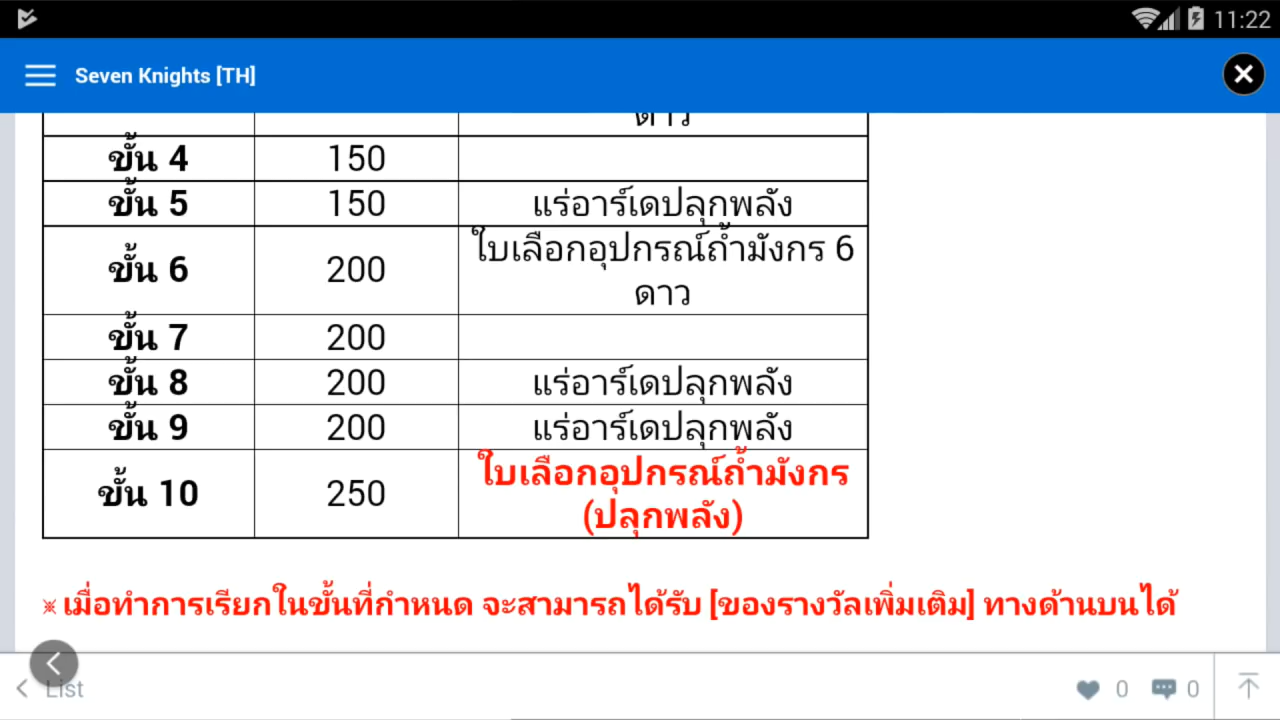 11:22
Seven Knights [TH]
ดาว
ขั้น 4 150
ขั้น 5 150 แร่อาร์เดปลุกพลัง
ขั้น 6 200 ใบเลือกอุปกรณ์ถ้ำมังกร 6
ดาว
ขั้น 7 200
ขั้น 8 200 แร่อาร์เดปลุกพลัง
ขั้น 9 200 แร่อาร์เดปลุกพลัง
ขั้น 10 250 ใบเลือกอุปกรณ์ถ้ำมังกร
(ปลุกพลัง)
※ เมื่อทำการเรียกในขั้นที่กำหนด จะสามารถได้รับ [ของรางวัลเพิ่มเติม] ทางด้านบนได้
List 0 0